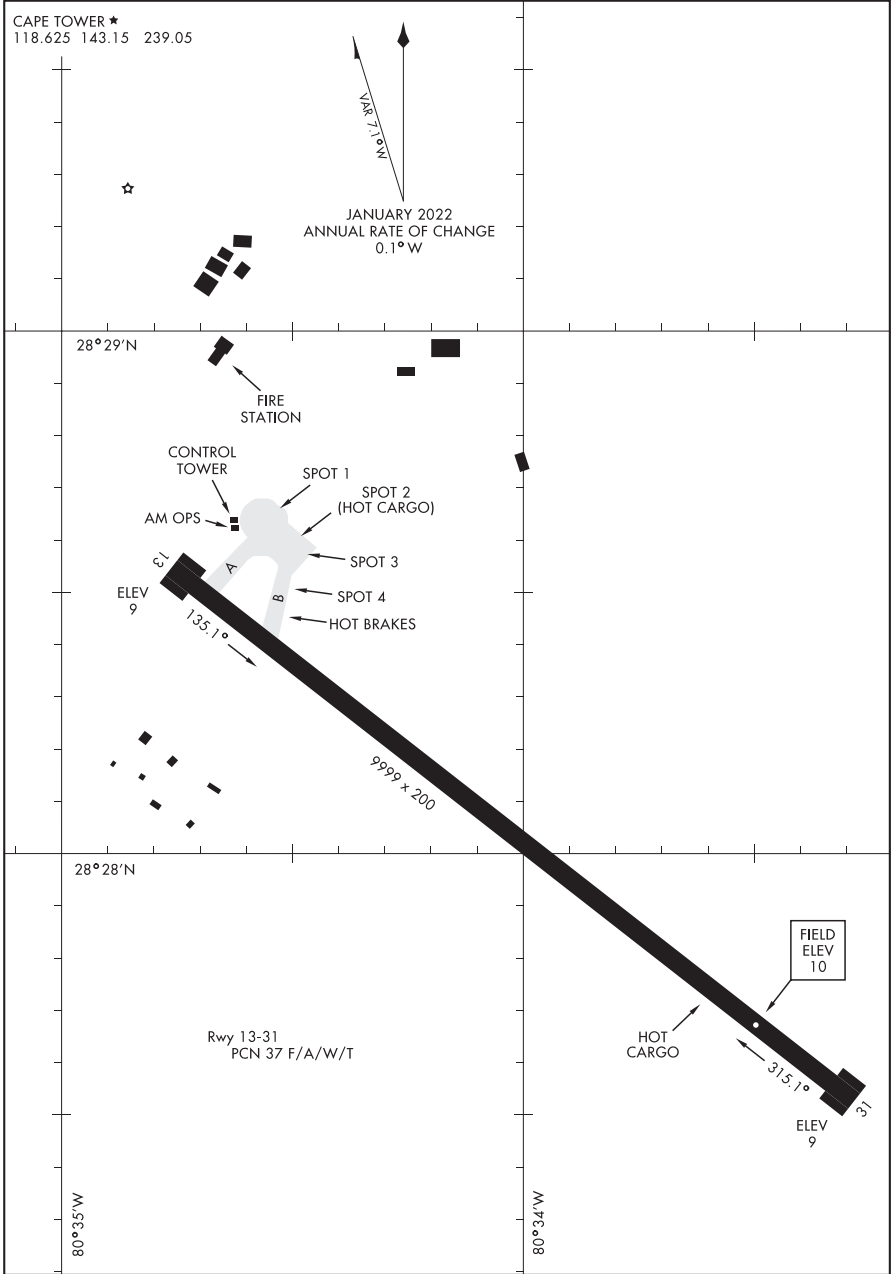 CAPE TOWER ★
118.625 143.15 239.05
VAR 7.1°W
JANUARY 2022
ANNUAL RATE OF CHANGE
0.1°W
28°29'N
FIRE
STATION
CONTROL
TOWER
SPOT 1
SPOT 2
(HOT CARGO)
AM OPS
SPOT 3
13
A
ELEV
9
B
SPOT 4
HOT BRAKES
135.1°
9999 x 200
28°28'N
FIELD
ELEV
10
Rwy 13-31
PCN 37 F/A/W/T
HOT
CARGO
315.1°
31
ELEV
9
80°35'W
80°34'W